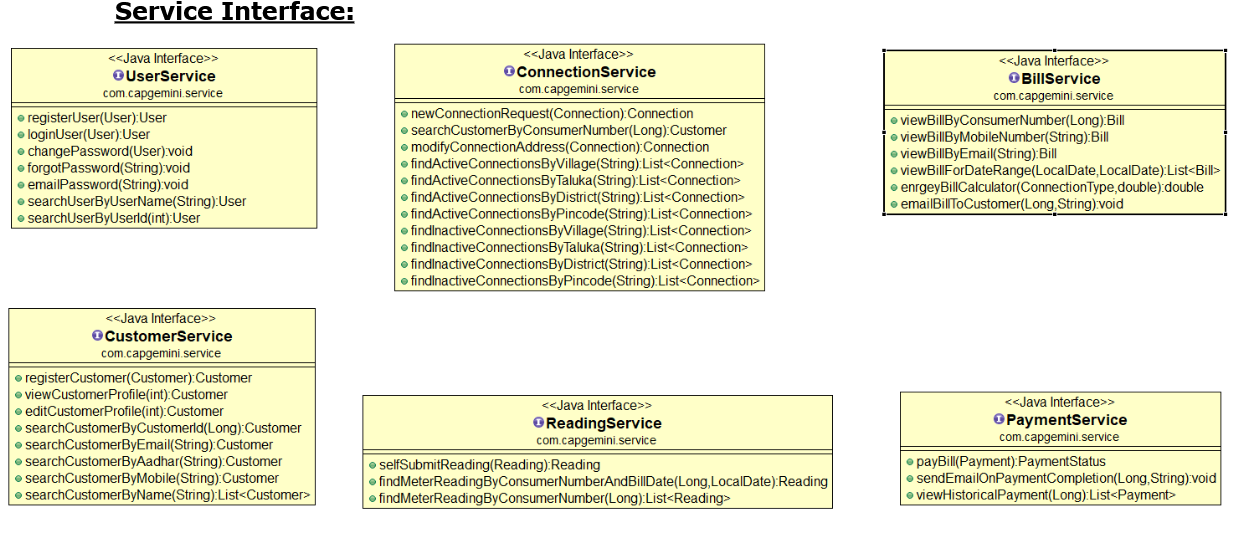 Service Interface:
<<Java Interface>>
UserService
com.capgemini.service
registerUser(User):User
loginUser(User):User
changePassword(User):void
forgotPassword(String):void
emailPassword(String):void
searchUserByUserName(String):User
searchUserByUserId(int):User
<<Java Interface>>
ConnectionService
com.capgemini.service
newConnectionRequest(Connection):Connection
searchCustomerByConsumerNumber(Long):Customer
modifyConnectionAddress(Connection):Connection
findActiveConnectionsByVillage(String):List<Connection>
findActiveConnectionsByTaluka(String):List<Connection>
findActiveConnectionsByDistrict(String):List<Connection>
findActiveConnectionsByPincode(String):List<Connection>
findInactiveConnectionsByVillage(String):List<Connection>
findInactiveConnectionsByTaluka(String):List<Connection>
findInactiveConnectionsByDistrict(String):List<Connection>
findInactiveConnectionsByPincode(String):List<Connection>
<<Java Interface>>
BillService
com.capgemini.service
viewBillByConsumerNumber(Long):Bill
viewBillByMobileNumber(String):Bill
viewBillByEmail(String):Bill
viewBillForDateRange(LocalDate,LocalDate):List<Bill>
enrgeyBillCalculator(ConnectionType,double):double
emailBillToCustomer(Long,String):void
<<Java Interface>>
CustomerService
com.capgemini.service
registerCustomer(Customer):Customer
viewCustomerProfile(int):Customer
editCustomerProfile(int):Customer
searchCustomerByCustomerId(Long):Customer
searchCustomerByEmail(String):Customer
searchCustomerByAadhar(String):Customer
searchCustomerByMobile(String):Customer
searchCustomerByName(String):List<Customer>
<<Java Interface>>
ReadingService
com.capgemini.service
selfSubmitReading(Reading):Reading
findMeterReadingByConsumerNumberAndBillDate(Long,LocalDate):Reading
findMeterReadingByConsumerNumber(Long):List<Reading>
<<Java Interface>>
PaymentService
com.capgemini.service
payBill(Payment):PaymentStatus
sendEmailOnPaymentCompletion(Long,String):void
viewHistoricalPayment(Long):List<Payment>